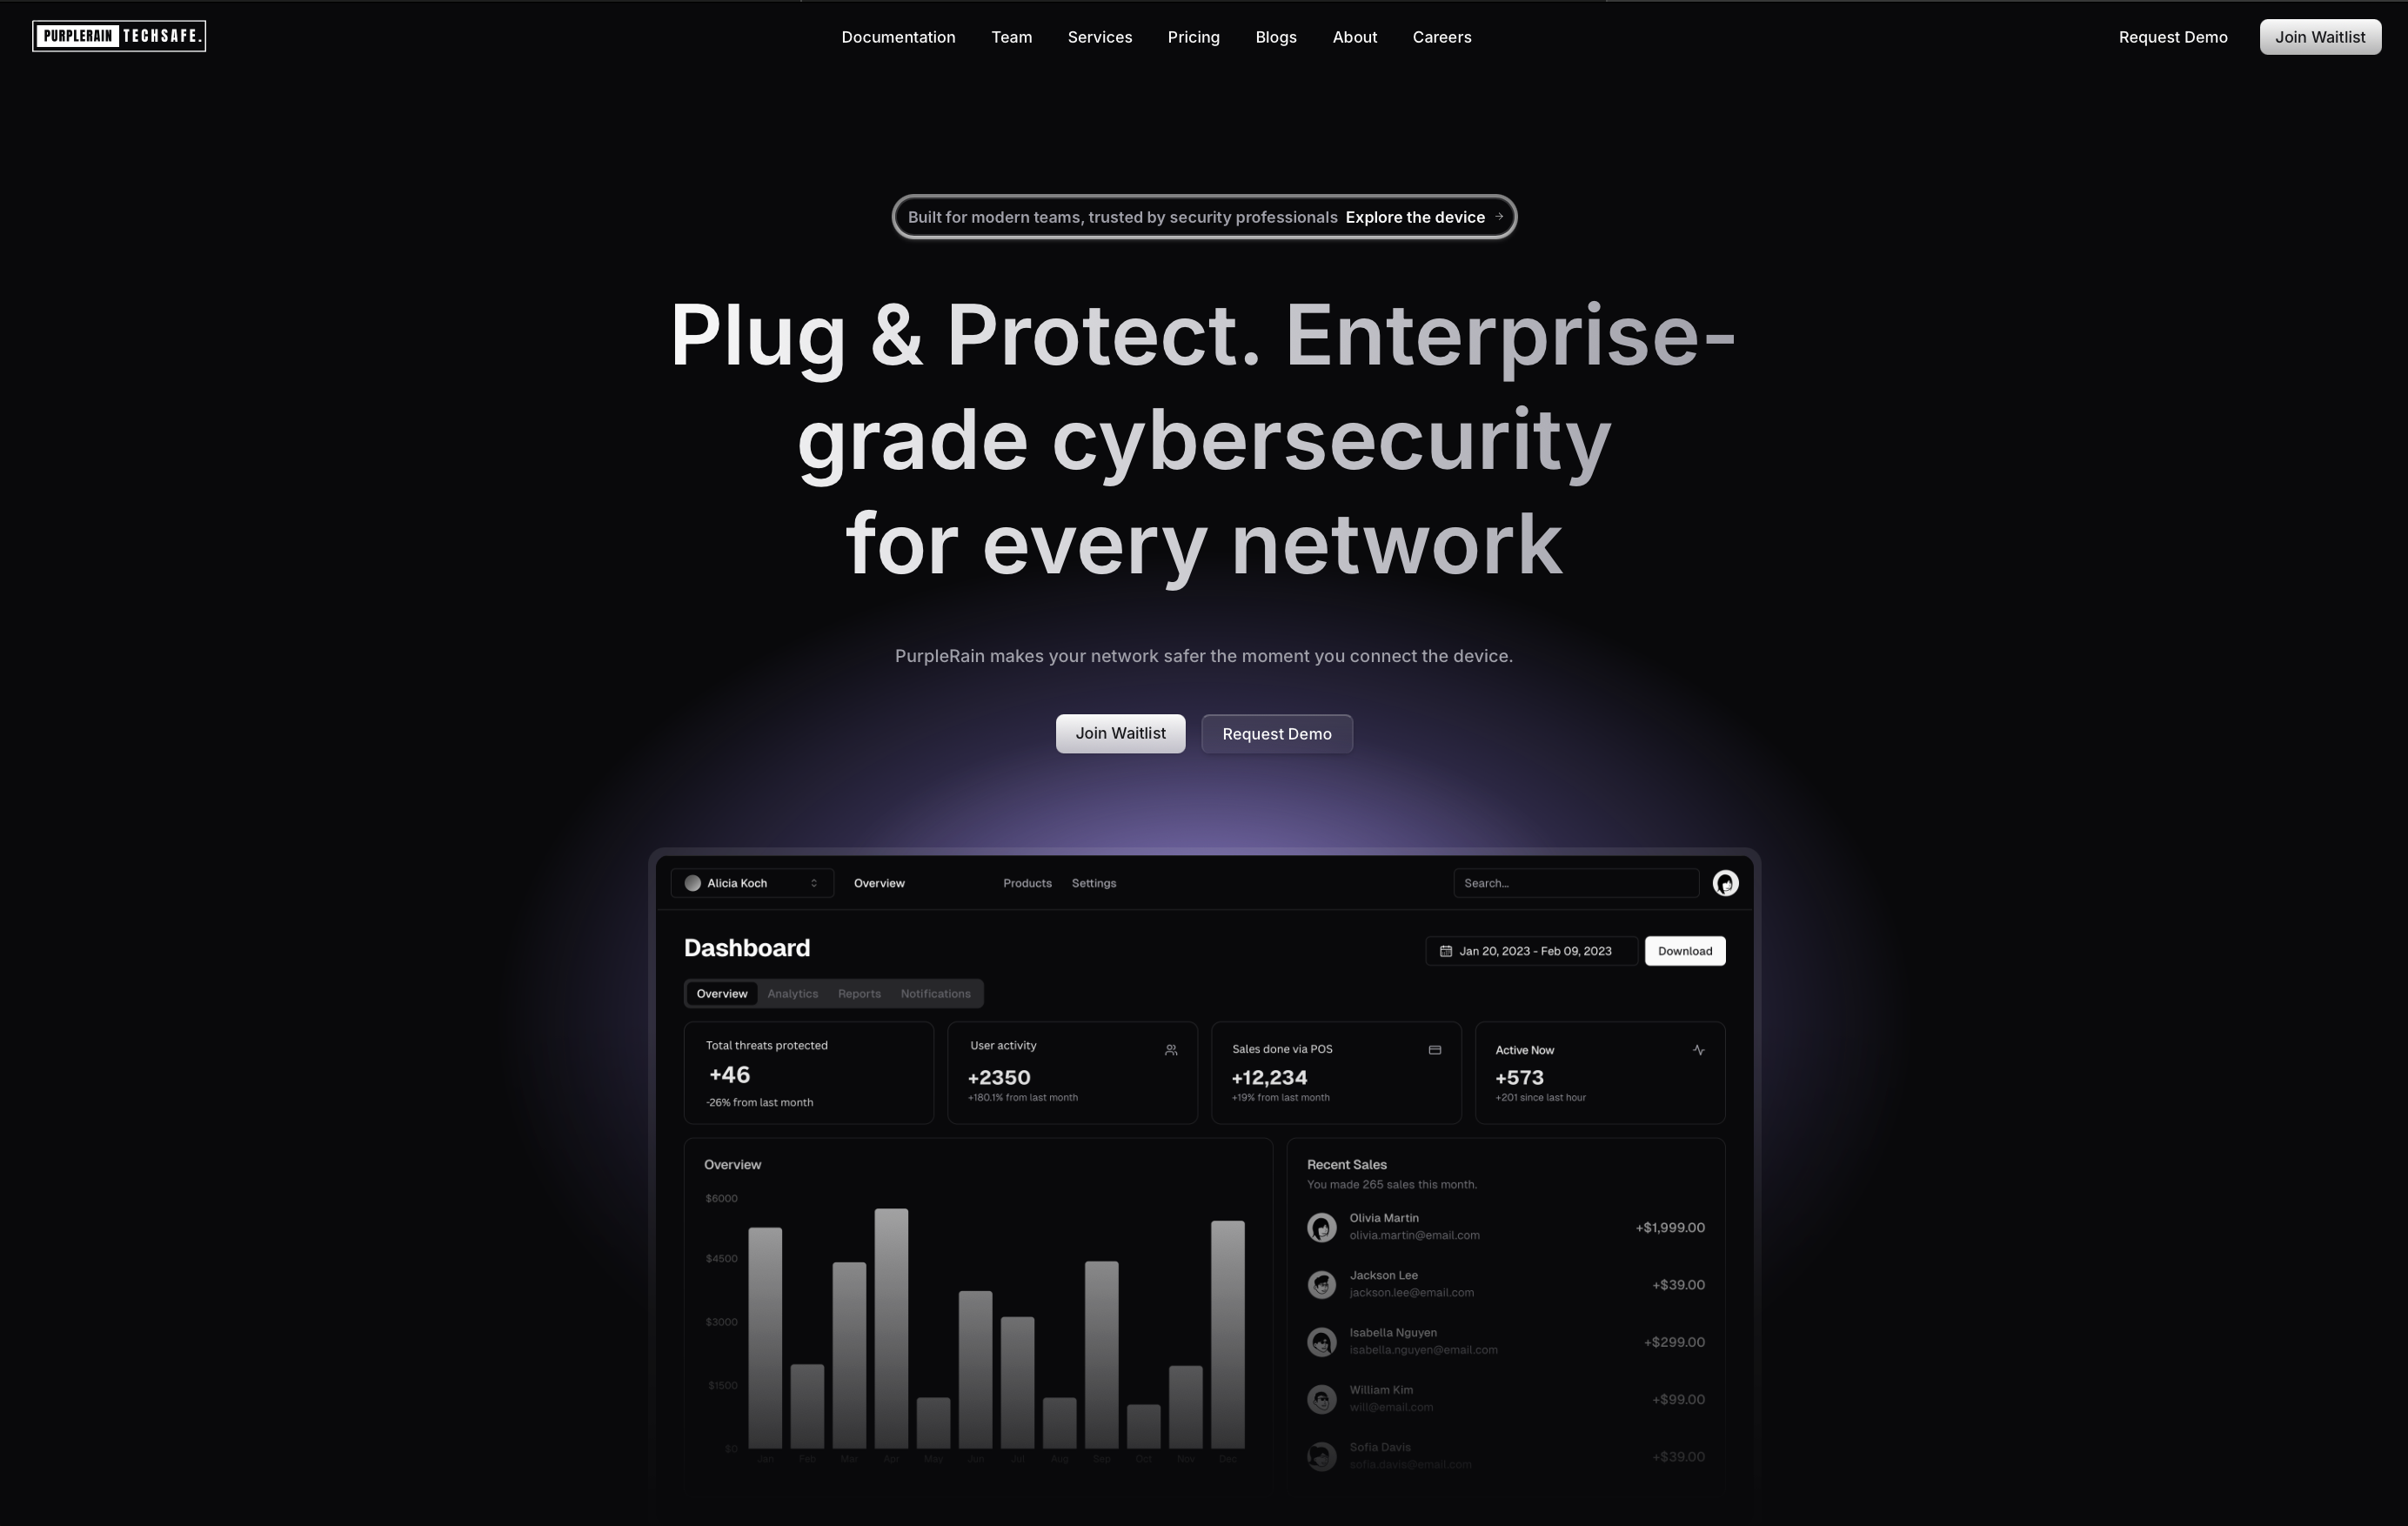 PURPLERAIN TECHSAFE.
Documentation Team Services Pricing Blogs About Careers
Request Demo Join Waitlist
Built for modern teams, trusted by security professionals Explore the device →
Plug & Protect. Enterprise-
grade cybersecurity
for every network
PurpleRain makes your network safer the moment you connect the device.
Join Waitlist Request Demo
Alicia Koch Overview Products Settings Search...
Dashboard
Jan 20, 2023 - Feb 09, 2023 Download
Overview Analytics Reports Notifications
Total threats protected
+46
-26% from last month
User activity
+2350
+180.1% from last month
Sales done via POS
+12,234
+19% from last month
Active Now
+573
+201 since last hour
Overview
$6000
$4500
$3000
$1500
$0
Jan Feb Mar Apr May Jun Jul Aug Sep Oct Nov Dec
Recent Sales
You made 265 sales this month.
Olivia Martin
olivia.martin@email.com
+$1,999.00
Jackson Lee
jackson.lee@email.com
+$39.00
Isabella Nguyen
isabella.nguyen@email.com
+$299.00
William Kim
will@email.com
+$99.00
Sofia Davis
sofia.davis@email.com
+$39.00